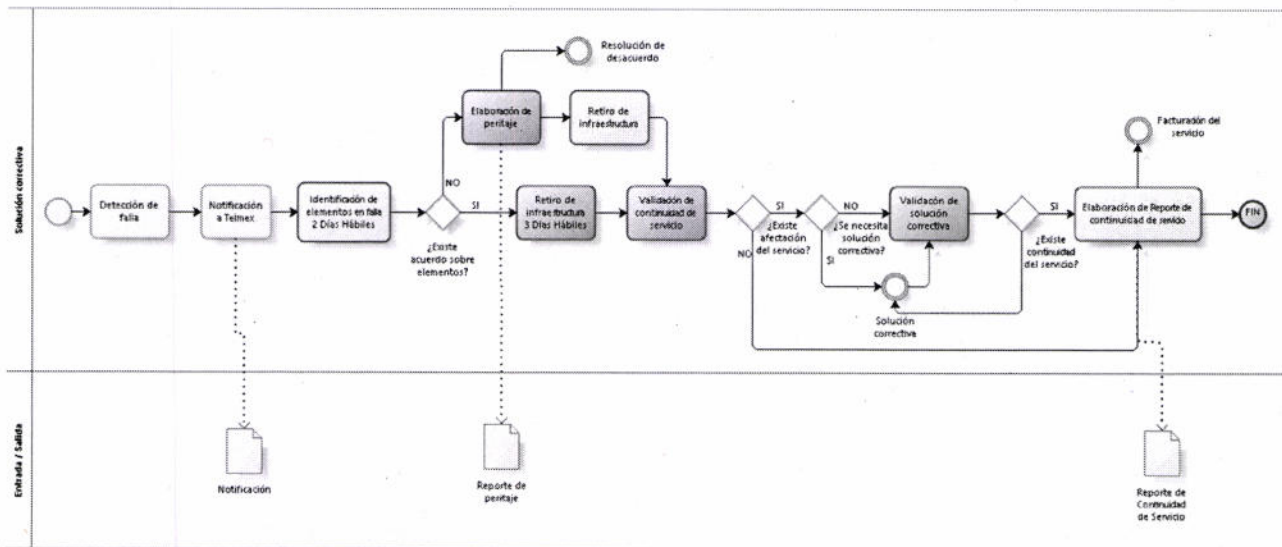 Solución correctiva
Resolución de
desacuerdo
Elaboración de
peritaje
Retiro de
infraestructura
Facturación del
servicio
NO
Detección de
falla
Notificación
a Telmex
Identificación de
elementos en falla
2 Días Hábiles
SI
¿Existe
acuerdo sobre
elementos?
Retiro de
infraestructura
3 Días Hábiles
Validación de
continuidad de
servicio
SI
¿Existe
afectación
del servicio?
NO
NO
¿Se necesita
solución
correctiva?
SI
Validación de
solución
correctiva
Solución
correctiva
SI
¿Existe
continuidad
del servicio?
Elaboración de Reporte de
continuidad de servicio
FIN
Entrada / Salida
Notificación
Reporte de
peritaje
Reporte de
Continuidad
de Servicio